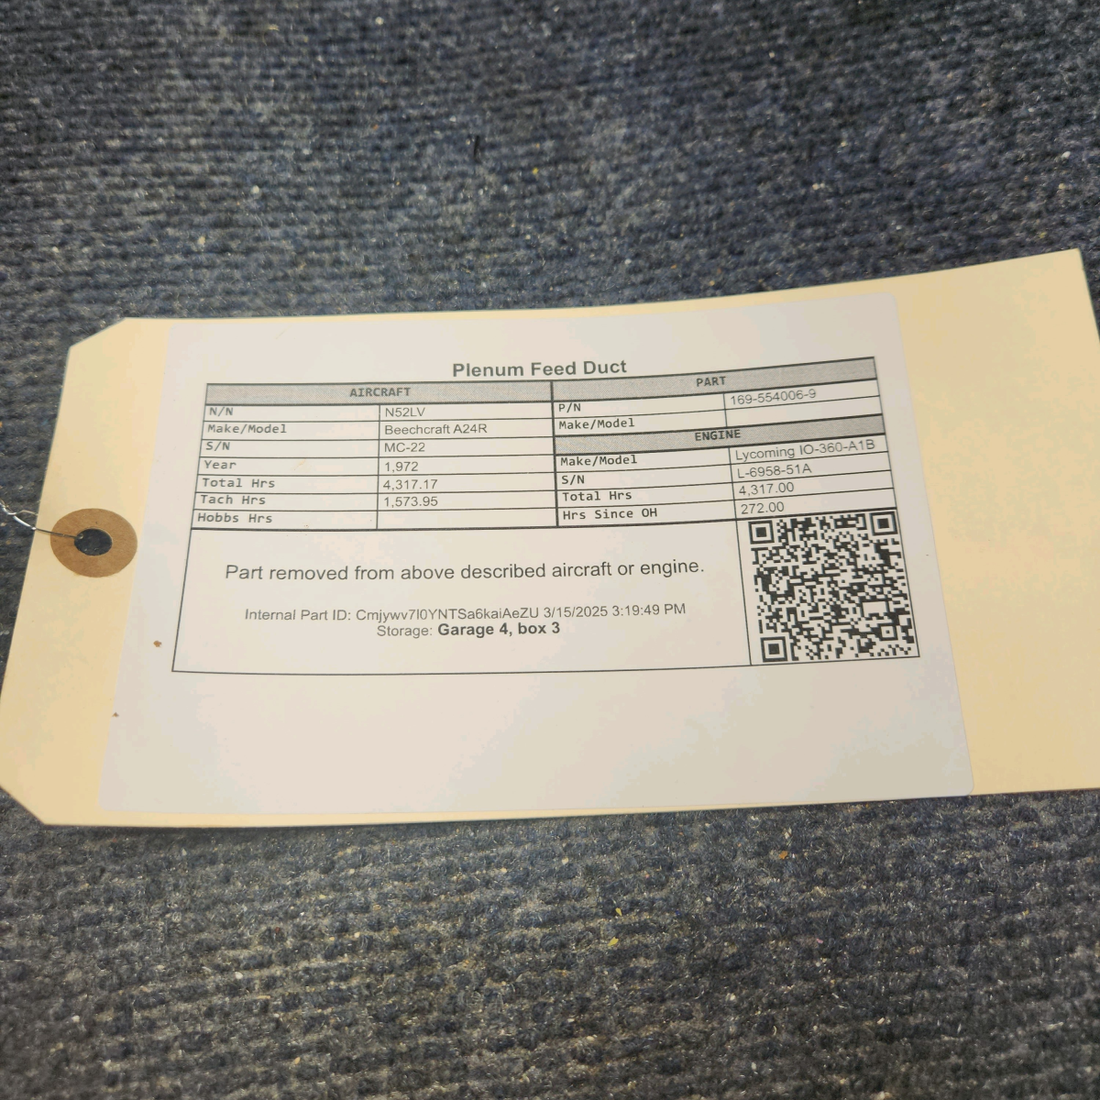 Plenum Feed Duct
AIRCRAFT
N/N N52LV
Make/Model Beechcraft A24R
S/N MC-22
Year 1,972
Total Hrs 4,317.17
Tach Hrs 1,573.95
Hobbs Hrs
PART
P/N 169-554006-9
Make/Model
ENGINE
Make/Model Lycoming IO-360-A1B
S/N L-6958-51A
Total Hrs 4,317.00
Hrs Since OH 272.00
Part removed from above described aircraft or engine.
Internal Part ID: Cmjywv7I0YNTSa6kaiAeZU 3/15/2025 3:19:49 PM
Storage: Garage 4, box 3